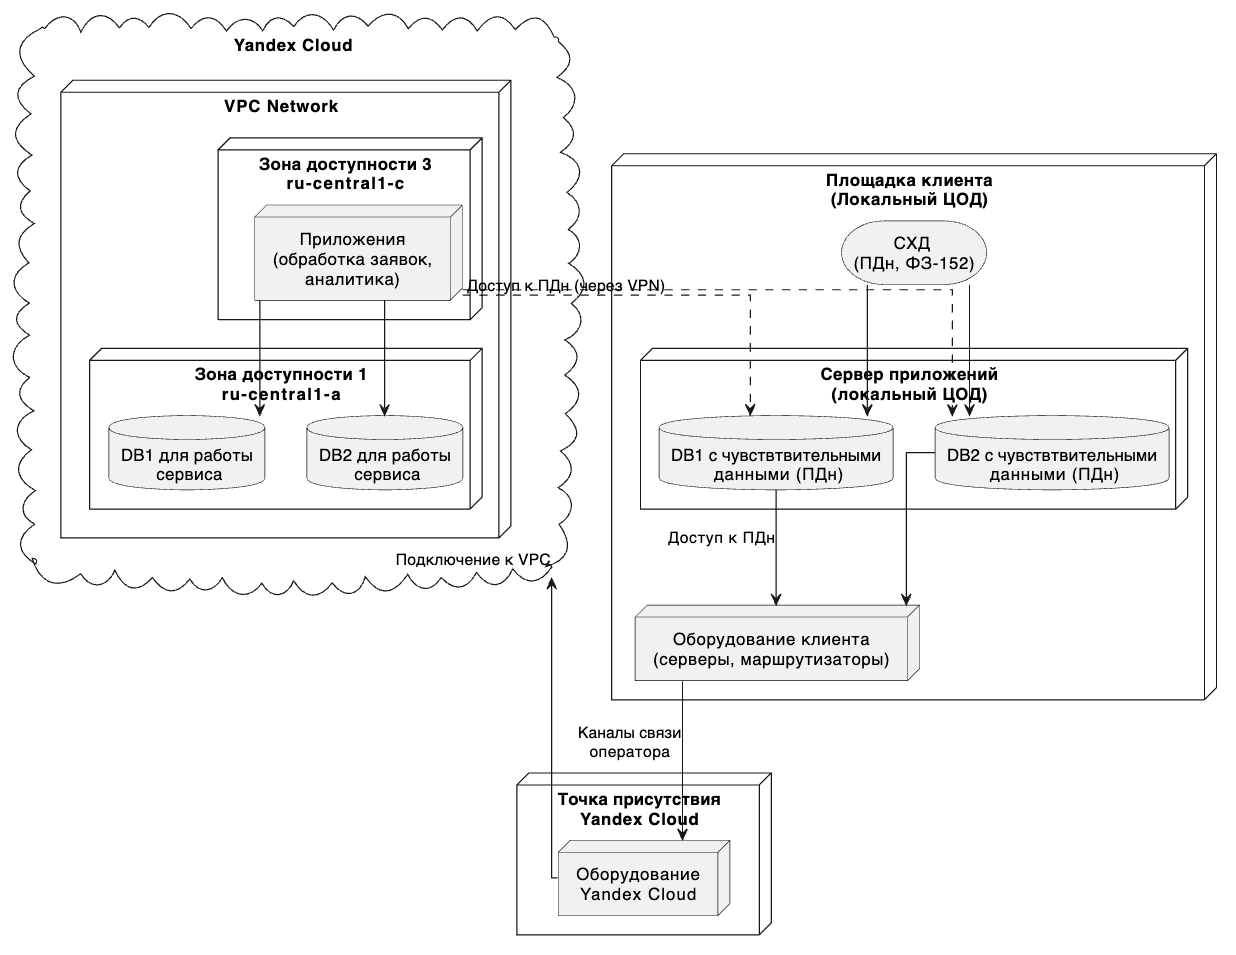 Yandex Cloud
VPC Network
Зона доступности 3
ru-central1-c
Приложения
(обработка заявок,
аналитика)
Доступ к ПДн (через VPN)
Зона доступности 1
ru-central1-a
DB1 для работы
сервиса
DB2 для работы
сервиса
Подключение к VPC
Площадка клиента
(Локальный ЦОД)
СХД
(ПДн, ФЗ-152)
Сервер приложений
(локальный ЦОД)
DB1 с чувствтвительными
данными (ПДн)
DB2 с чувствтвительными
данными (ПДн)
Доступ к ПДн
Оборудование клиента
(серверы, маршрутизаторы)
Каналы связи
оператора
Точка присутствия
Yandex Cloud
Оборудование
Yandex Cloud